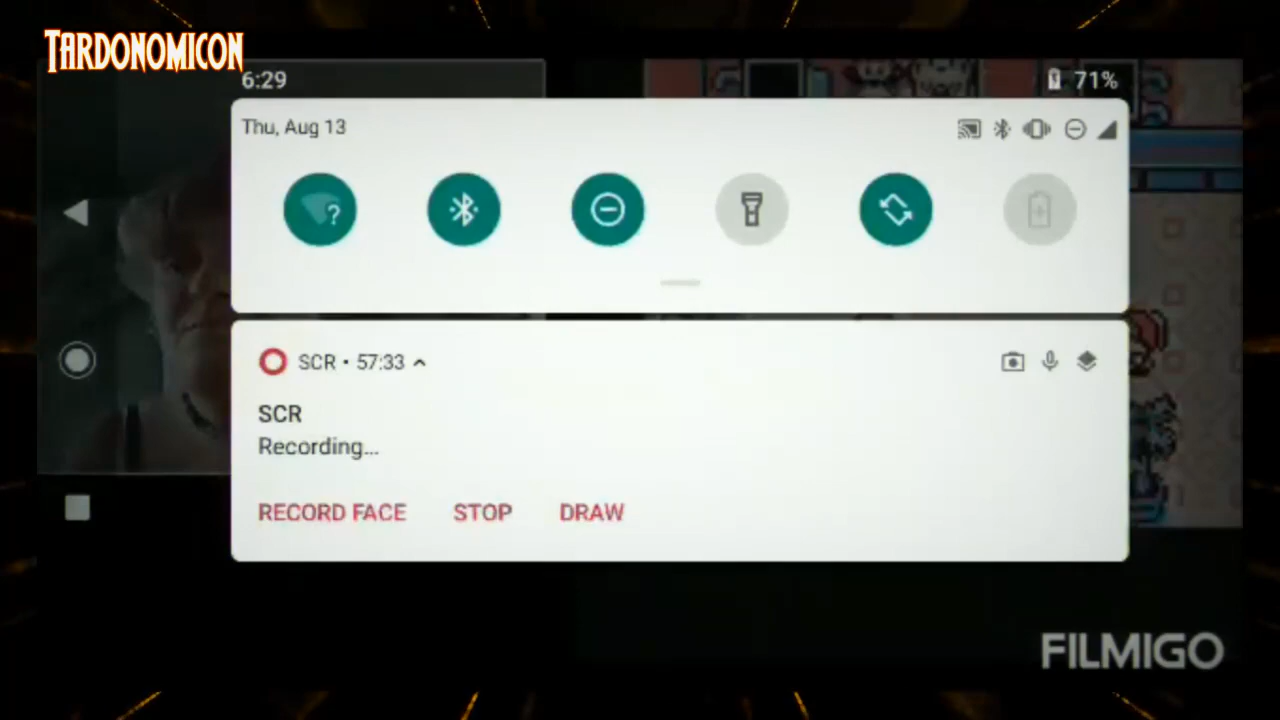 TARDONOMICON
6:29
71%
Thu, Aug 13
SCR • 57:33
SCR
Recording...
RECORD FACE STOP DRAW
FILMIGO